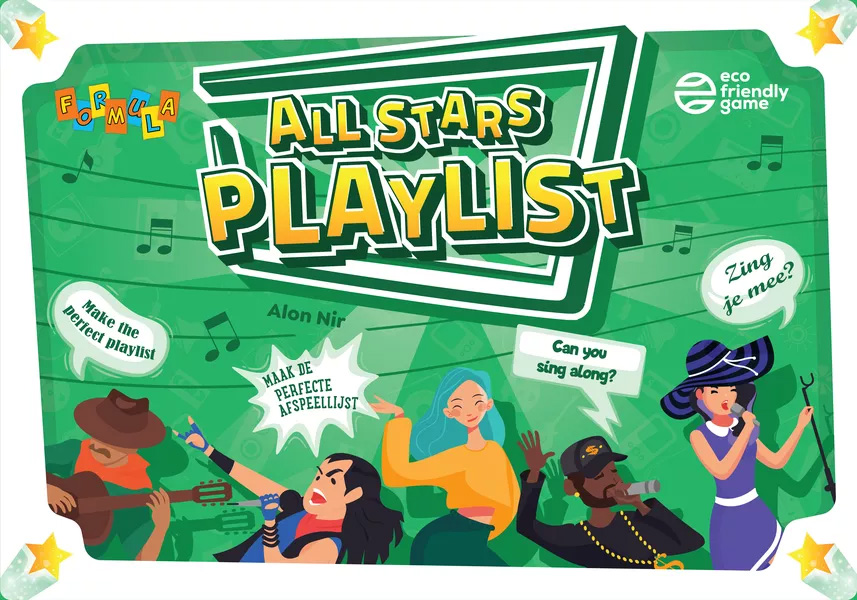 FORMULA
eco
friendly
game
ALL STARS
PLAYLIST
Alon Nir
Make the
perfect playlist
MAAK DE
PERFECTE
AFSPEELLIJST
Can you
sing along?
Zing
je mee?
S
$